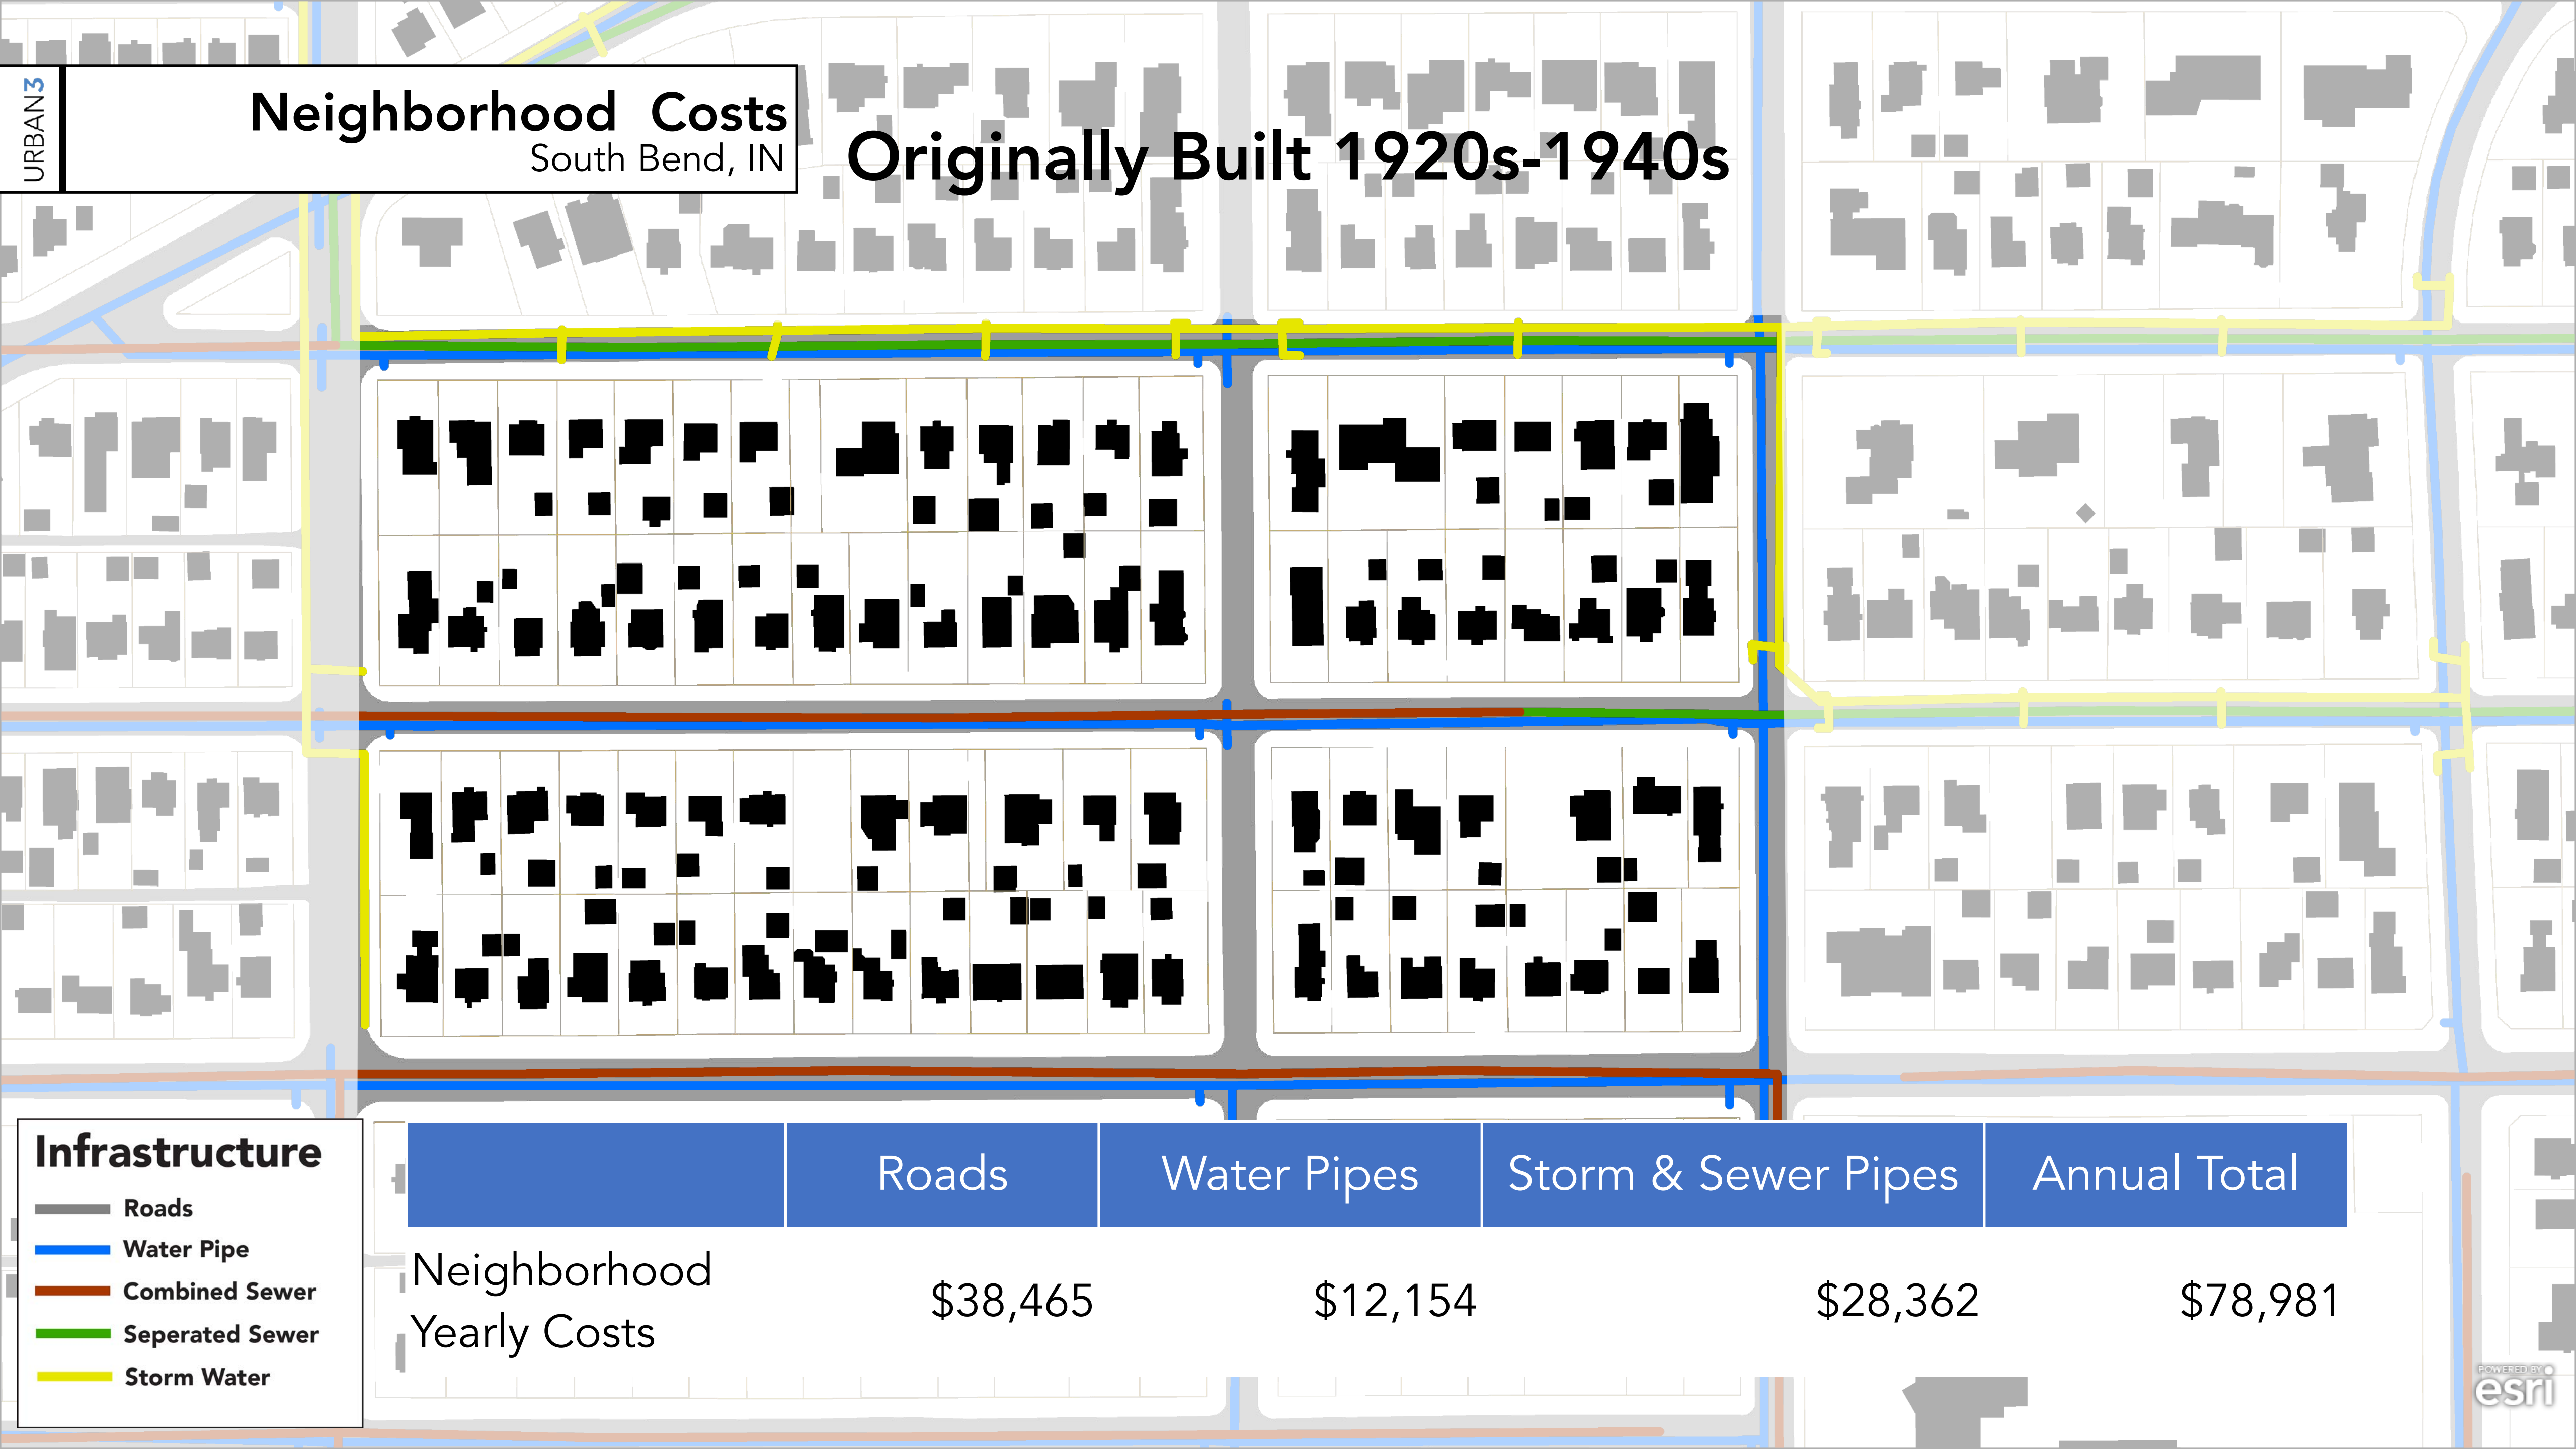 URBAN3
Neighborhood Costs
South Bend, IN
Originally Built 1920s-1940s
Infrastructure
Roads
Water Pipe
Combined Sewer
Seperated Sewer
Storm Water
Roads Water Pipes Storm & Sewer Pipes Annual Total
Neighborhood
Yearly Costs
$38,465 $12,154 $28,362 $78,981
POWERED BY
esri